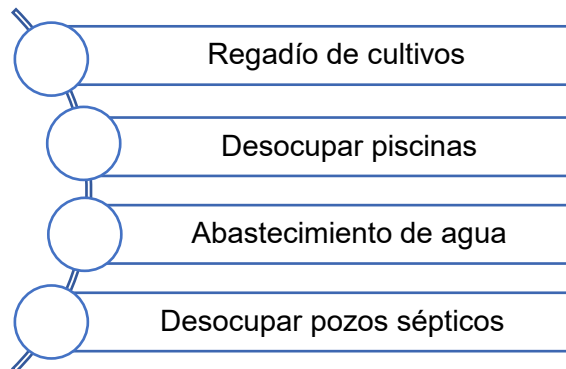 Regadío de cultivos
Desocupar piscinas
Abastecimiento de agua
Desocupar pozos sépticos